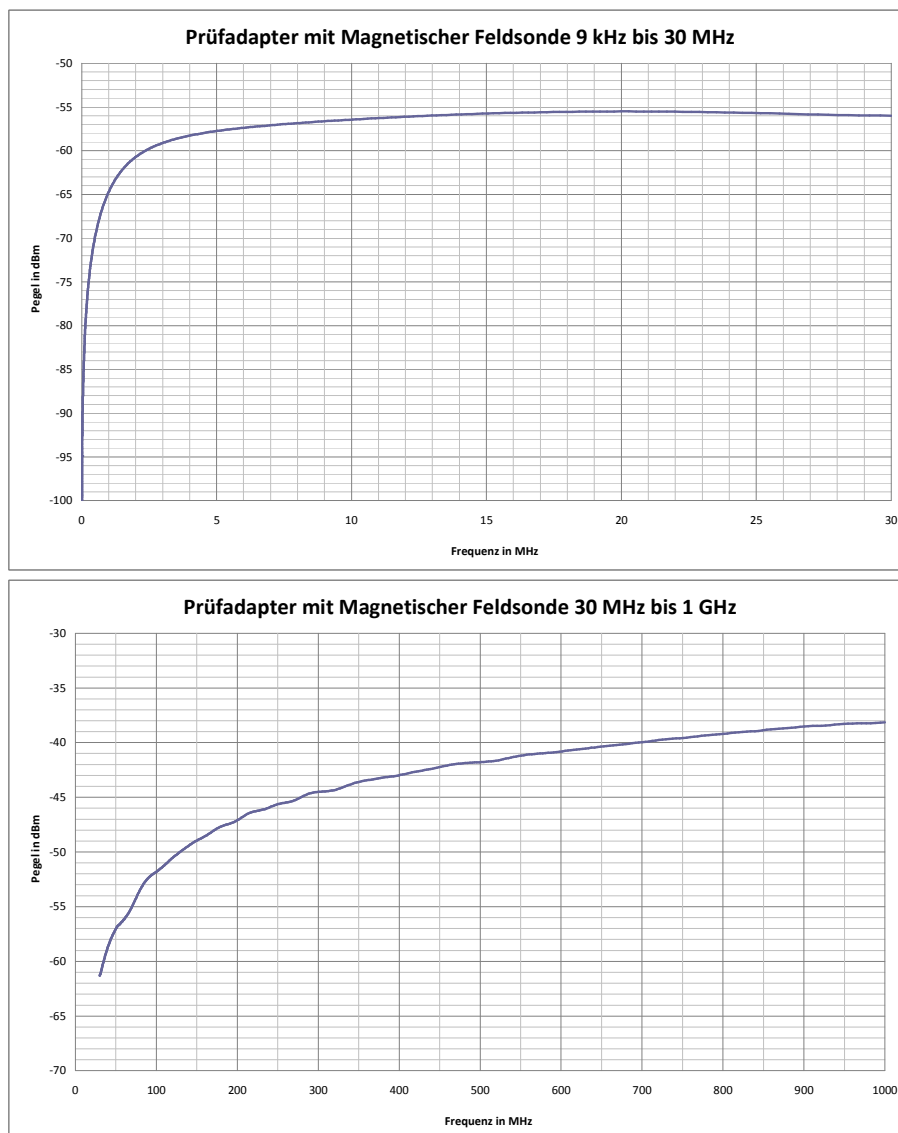 Prüfadapter mit Magnetischer Feldsonde 9 kHz bis 30 MHz
-50
-55
-60
-65
-70
-75
-80
-85
-90
-95
-100
Pegel in dBm
0 5 10 15 20 25 30
Frequenz in MHz
Prüfadapter mit Magnetischer Feldsonde 30 MHz bis 1 GHz
-30
-35
-40
-45
-50
-55
-60
-65
-70
Pegel in dBm
0 100 200 300 400 500 600 700 800 900 1000
Frequenz in MHz